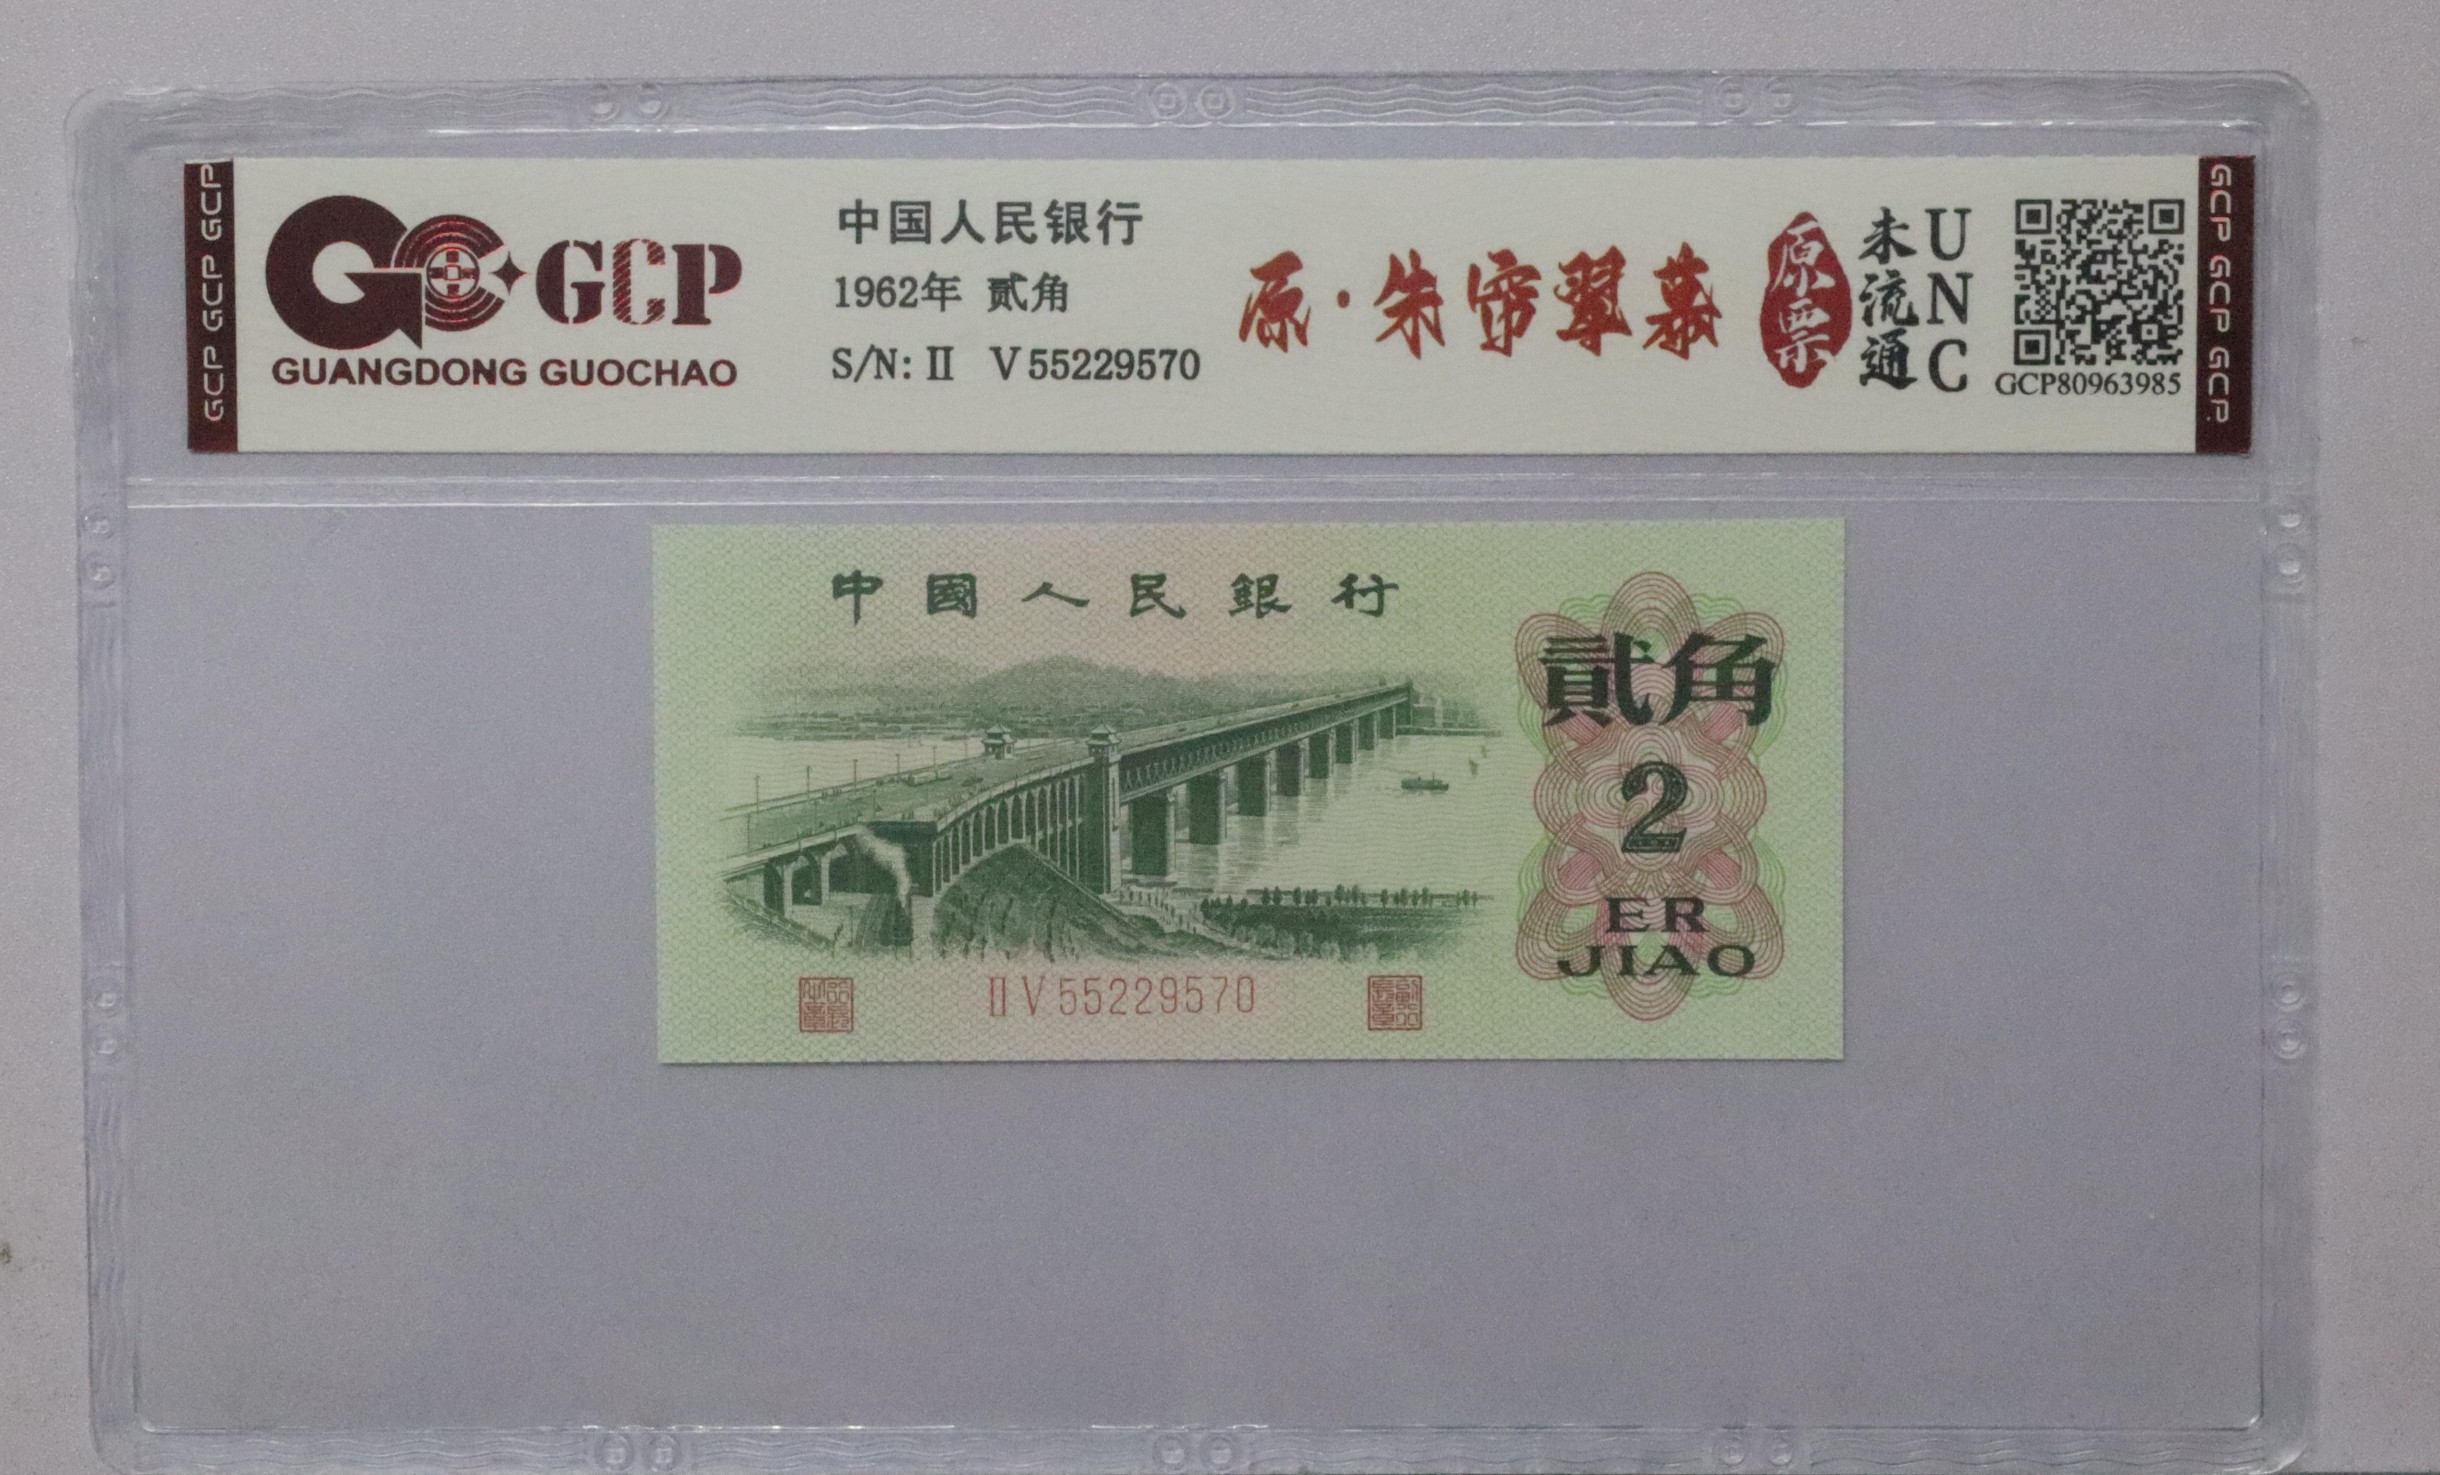 GCP GCP GCP
GCP
GUANGDONG GUOCHAO
中国人民银行
1962年 贰角
S/N: II V 55229570
原·朱帘翠幕
原票
未流通
UNC
GCP80963985
GCP GCP GCP
中國人民銀行
貳角
2
ER
JIAO
II V 55229570